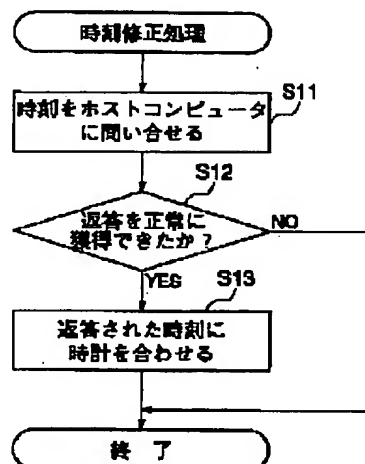 時刻修正処理
S11
時刻をホストコンピュータ
に問い合せる
S12
返答を正常に
獲得できたか?
NO
YES
S13
返答された時刻に
時計を合わせる
終 了